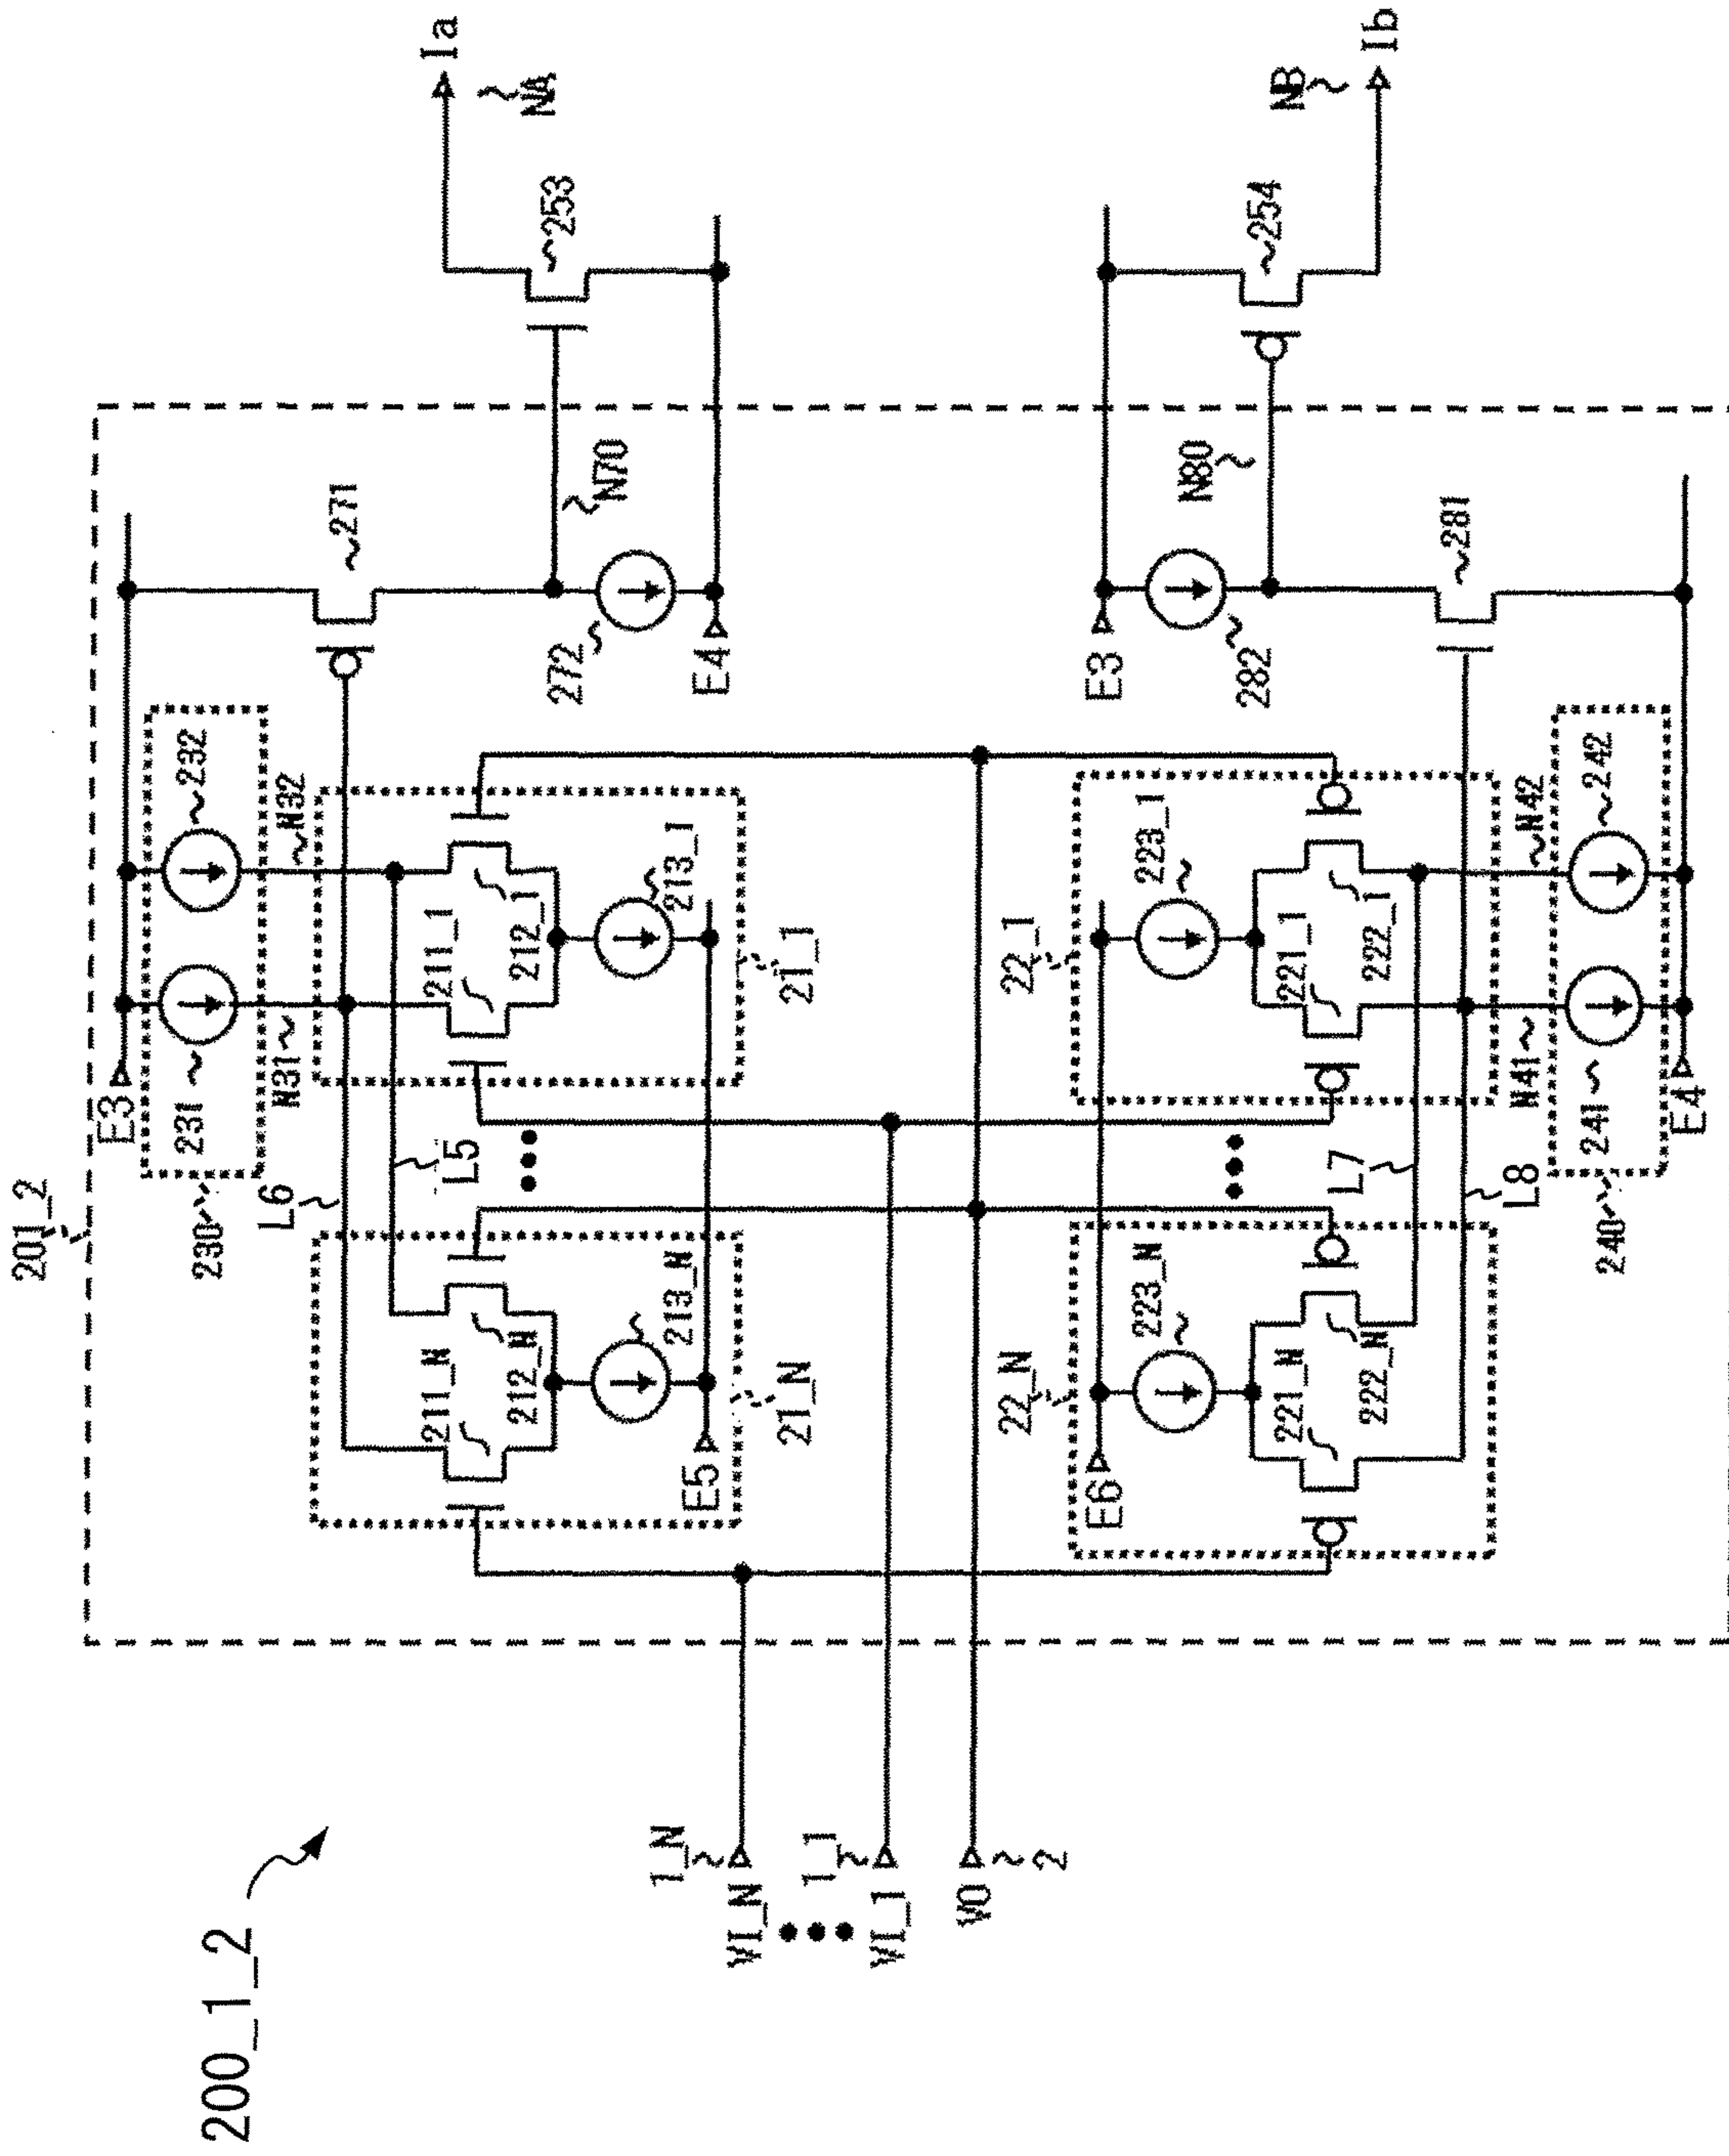 200_1_2
201_2
E3
230
231
232
N31
N32
L6
L5
271
272
N70
E4
253
NA
Ia
211_N
212_N
213_N
21_N
E5
211_1
212_1
213_1
21_1
VI_N
1_N
VI_1
1_1
VO
2
22_N
E6
223_N
221_N
222_N
22_1
223_1
221_1
222_1
L7
L8
N41
N42
240
241
242
E4
E3
282
N80
281
254
NB
Ib